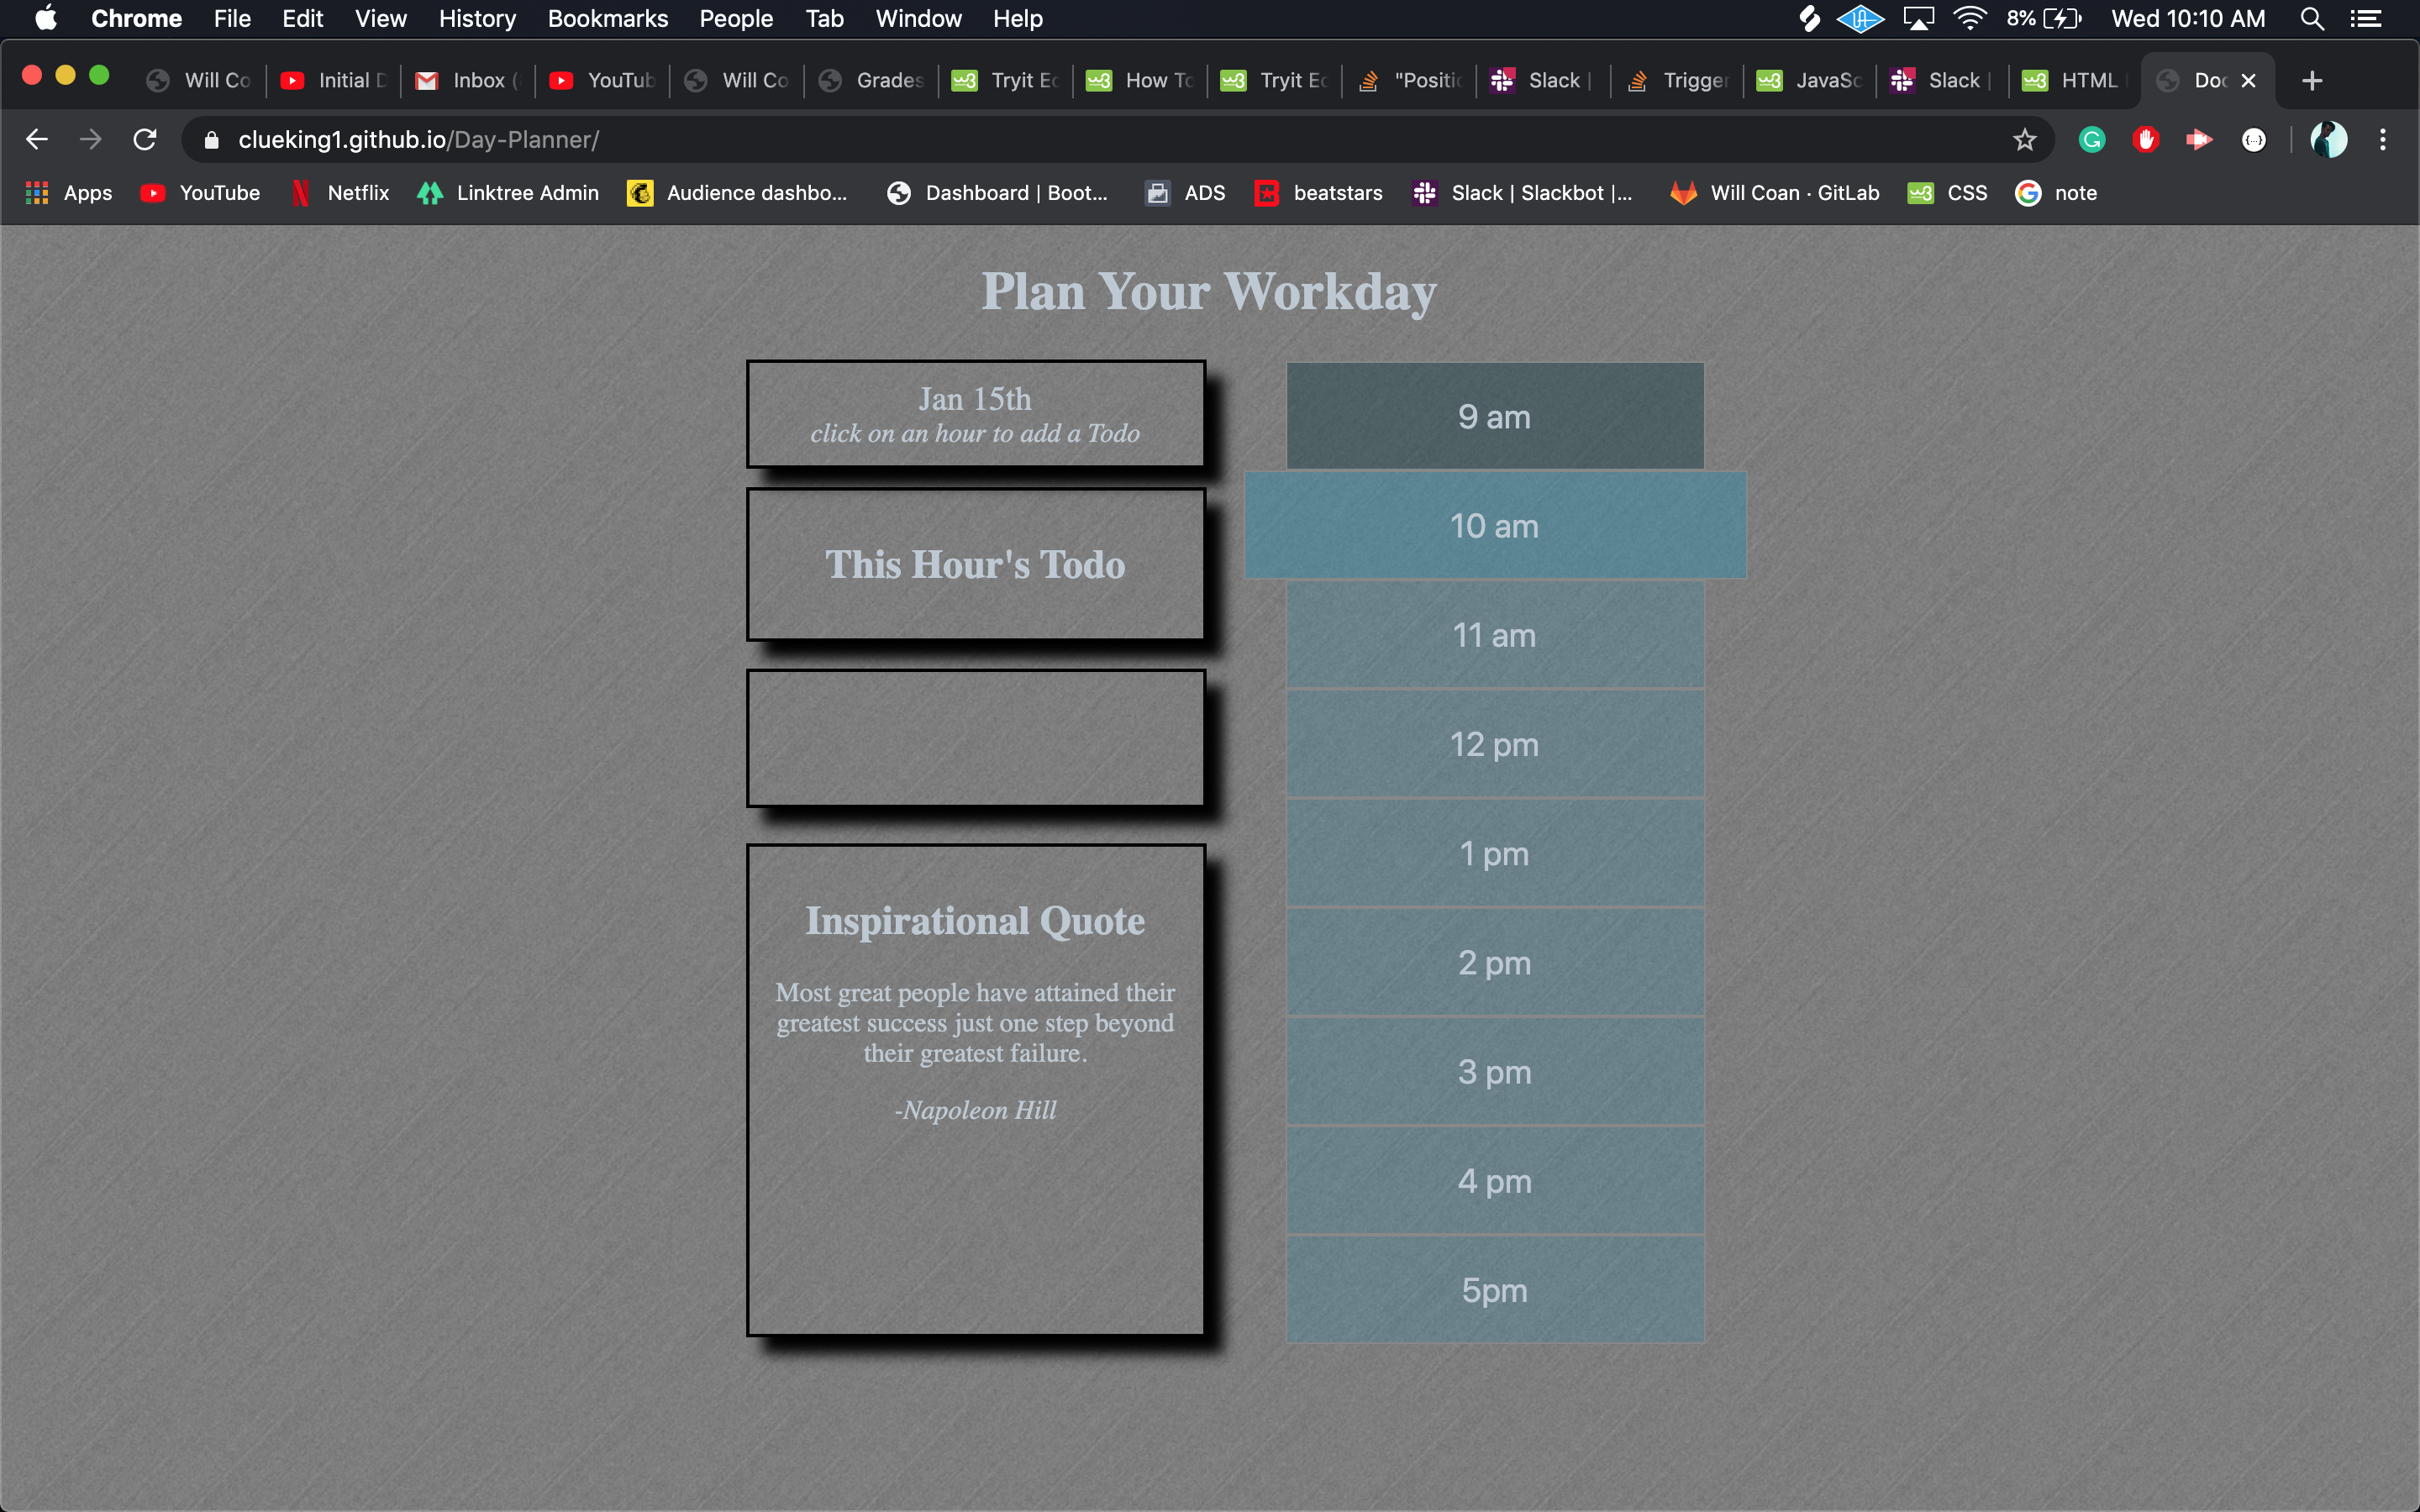 Chrome File Edit View History Bookmarks People Tab Window Help 8% Wed 10:10 AM
Will Co Initial D Inbox ( YouTub Will Co Grades Tryit Ec How To Tryit Ec "Positic Slack | Trigger JavaSc Slack | HTML Doc
clueking1.github.io/Day-Planner/
Apps YouTube Netflix Linktree Admin Audience dashbo... Dashboard | Boot... ADS beatstars Slack | Slackbot |... Will Coan · GitLab CSS note
Plan Your Workday
Jan 15th
click on an hour to add a Todo
This Hour's Todo
Inspirational Quote
Most great people have attained their
greatest success just one step beyond
their greatest failure.
-Napoleon Hill
9 am
10 am
11 am
12 pm
1 pm
2 pm
3 pm
4 pm
5pm